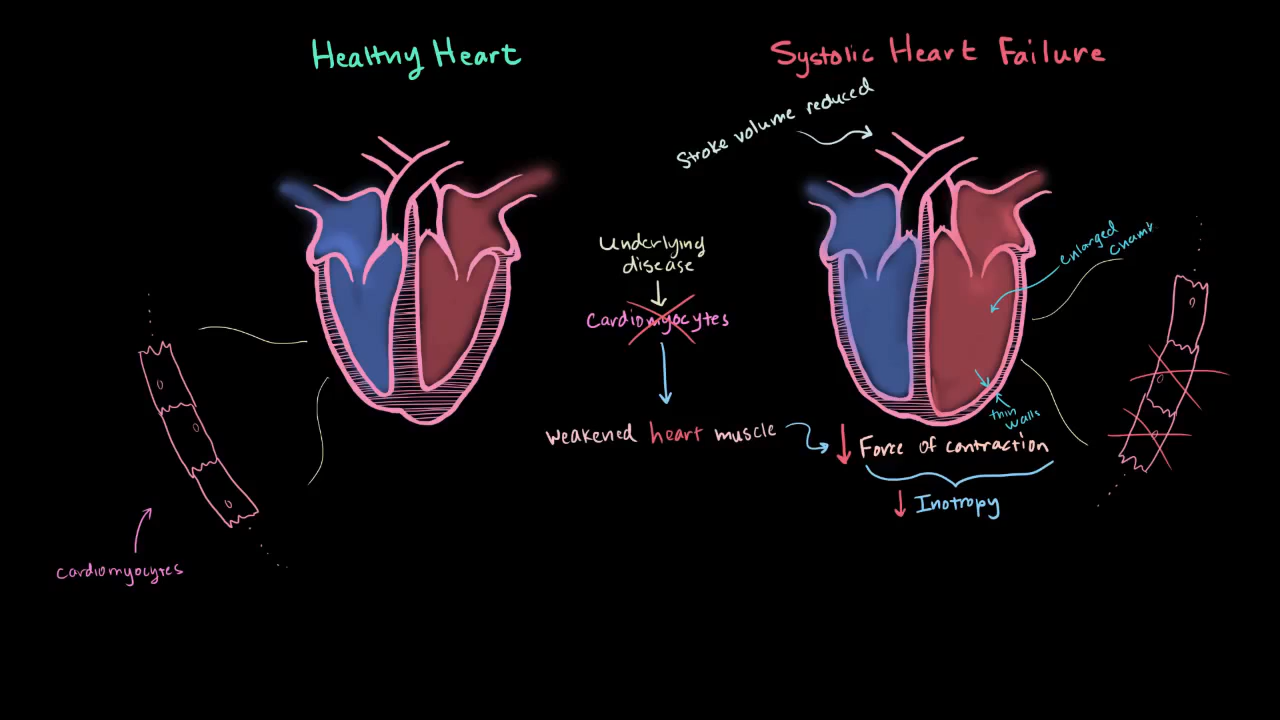 Healthy Heart
Systolic Heart Failure
Stroke volume reduced
Underlying
disease
Cardiomyocytes
weakened heart muscle
Force of contraction
Inotropy
enlarged
thin
walls
cardiomyocytes